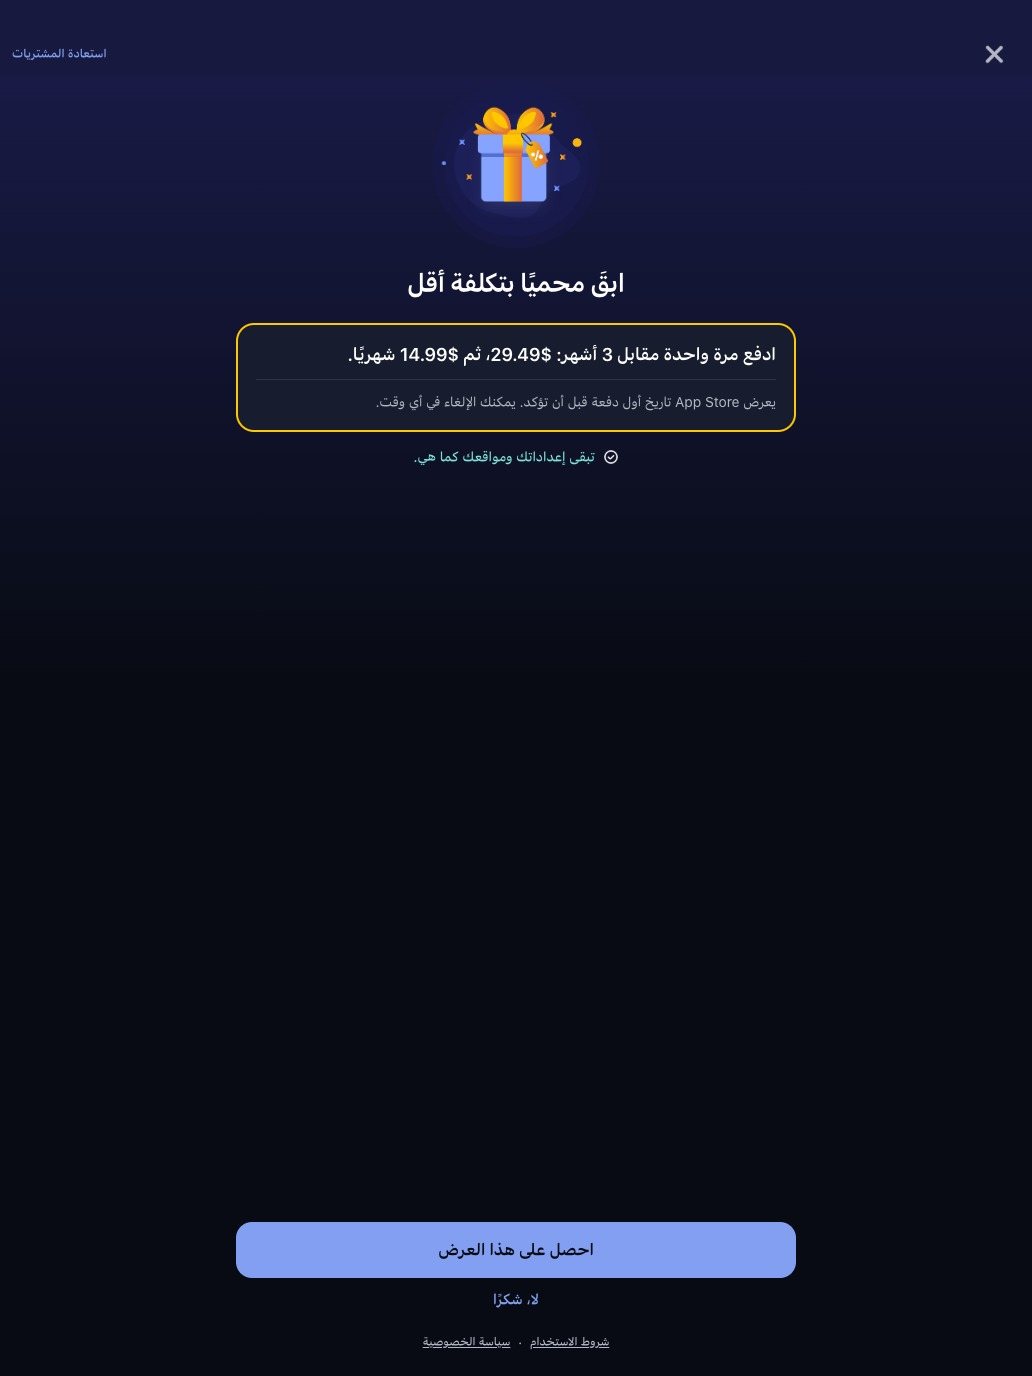 استعادة المشتريات
%
ابقَ محميًا بتكلفة أقل
ادفع مرة واحدة مقابل 3 أشهر: $29.49، ثم $14.99 شهريًا.
يعرض App Store تاريخ أول دفعة قبل أن تؤكد. يمكنك الإلغاء في أي وقت.
تبقى إعداداتك ومواقعك كما هي.
احصل على هذا العرض
لا، شكرًا
شروط الاستخدام · سياسة الخصوصية